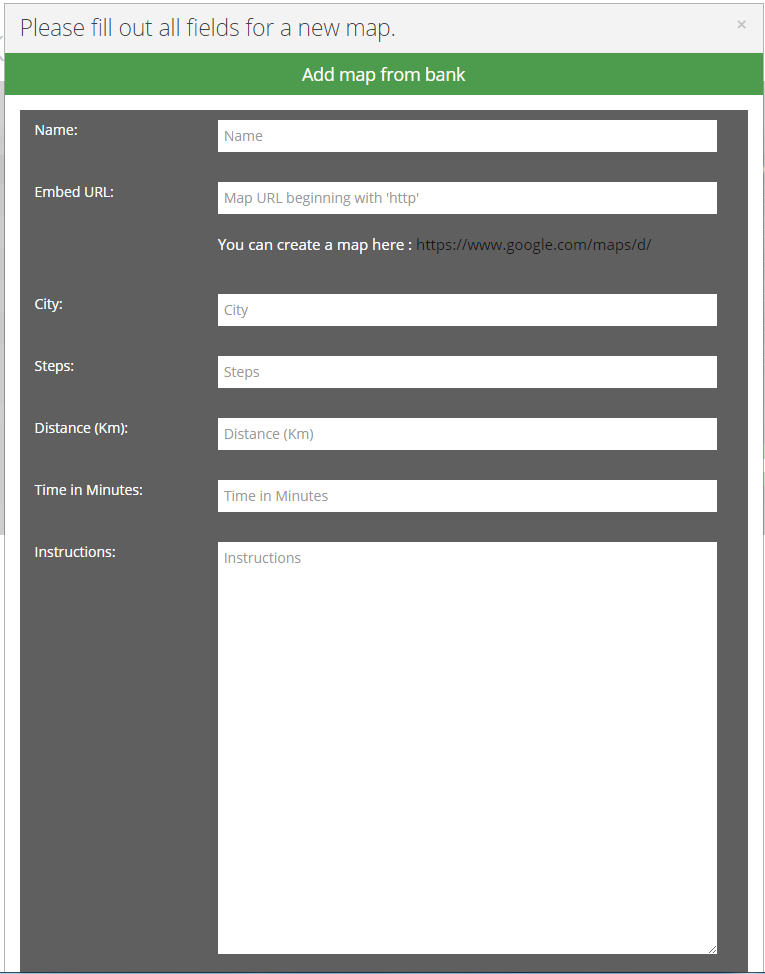 Please fill out all fields for a new map.
×
Add map from bank
Name:
Name
Embed URL:
Map URL beginning with 'http'
You can create a map here : https://www.google.com/maps/d/
City:
City
Steps:
Steps
Distance (Km):
Distance (Km)
Time in Minutes:
Time in Minutes
Instructions:
Instructions